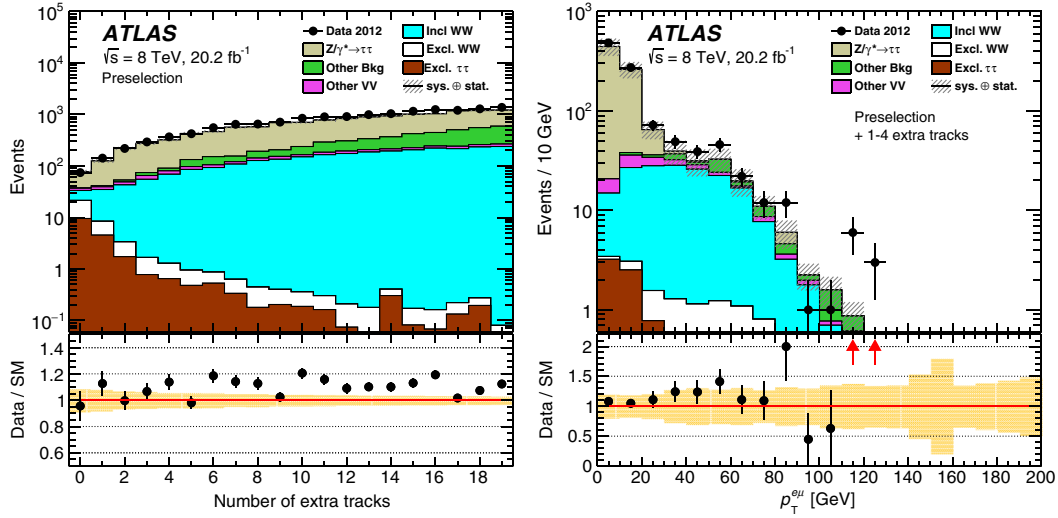 ATLAS
√s = 8 TeV, 20.2 fb⁻¹
Preselection
Data 2012
Z/γ*→ττ
Other Bkg
Other VV
Incl WW
Excl. WW
Excl. ττ
sys. ⊕ stat.
Events
10⁵
10⁴
10³
10²
10
1
10⁻¹
Data / SM
1.4
1.2
1.0
0.8
0.6
0 2 4 6 8 10 12 14 16 18
Number of extra tracks
ATLAS
√s = 8 TeV, 20.2 fb⁻¹
Data 2012
Z/γ*→ττ
Other Bkg
Other VV
Incl WW
Excl. WW
Excl. ττ
sys. ⊕ stat.
Preselection
+ 1-4 extra tracks
Events / 10 GeV
10³
10²
10
1
Data / SM
2
1.5
1
0.5
0
0 20 40 60 80 100 120 140 160 180 200
p_T^{eμ} [GeV]